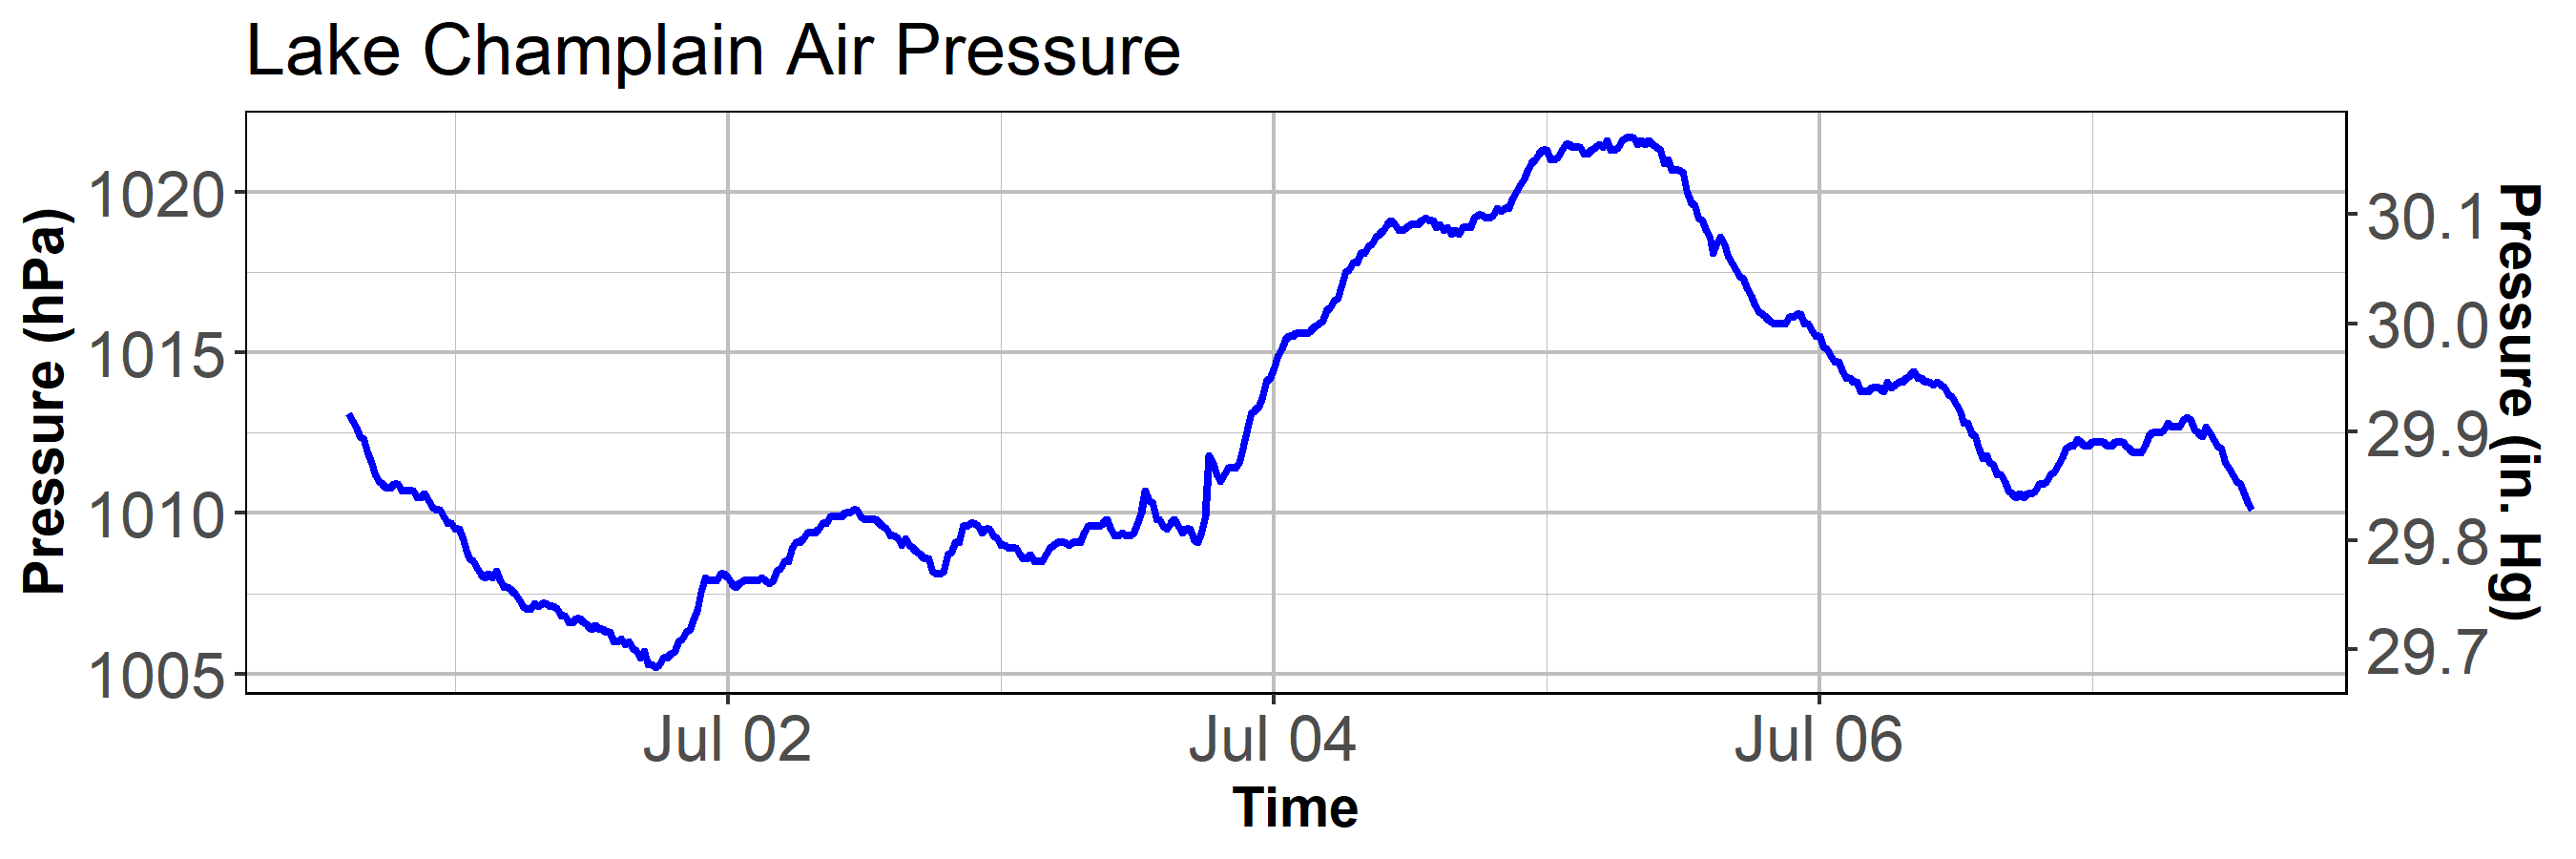 Lake Champlain Air Pressure
Pressure (hPa)
1020
1015
1010
1005
30.1
30.0
29.9
29.8
29.7
Pressure (in. Hg)
Jul 02 Jul 04 Jul 06
Time